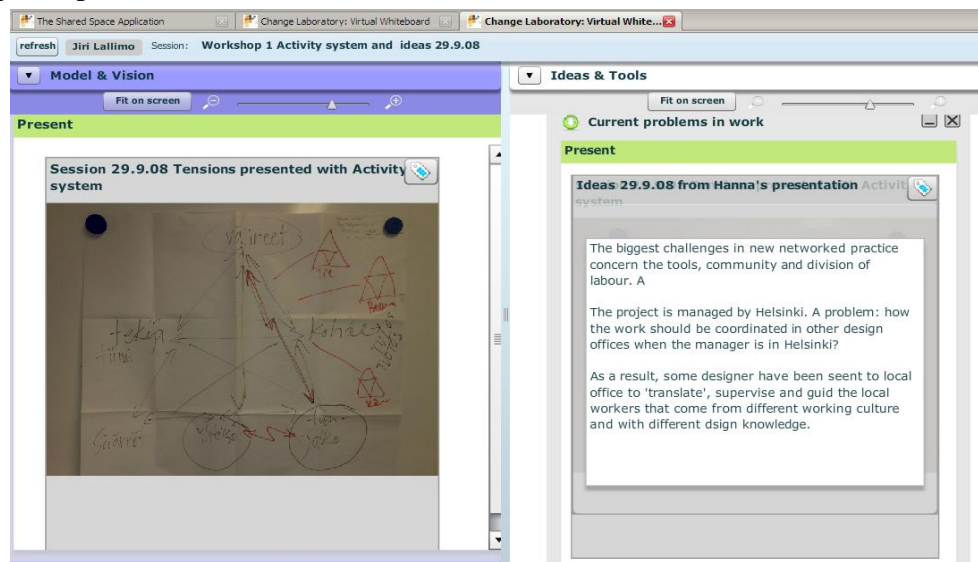 The Shared Space Application
Change Laboratory: Virtual Whiteboard
Change Laboratory: Virtual White...
refresh Jiri Lallimo Session: Workshop 1 Activity system and ideas 29.9.08
Model & Vision
Fit on screen
Present
Session 29.9.08 Tensions presented with Activity
system
välineet
tekijä
kohde
Säännöt
Ideas & Tools
Fit on screen
Current problems in work
Present
Ideas 29.9.08 from Hanna's presentation
system
The biggest challenges in new networked practice
concern the tools, community and division of
labour. A
The project is managed by Helsinki. A problem: how
the work should be coordinated in other design
offices when the manager is in Helsinki?
As a result, some designer have been seent to local
office to 'translate', supervise and guid the local
workers that come from different working culture
and with different dsign knowledge.